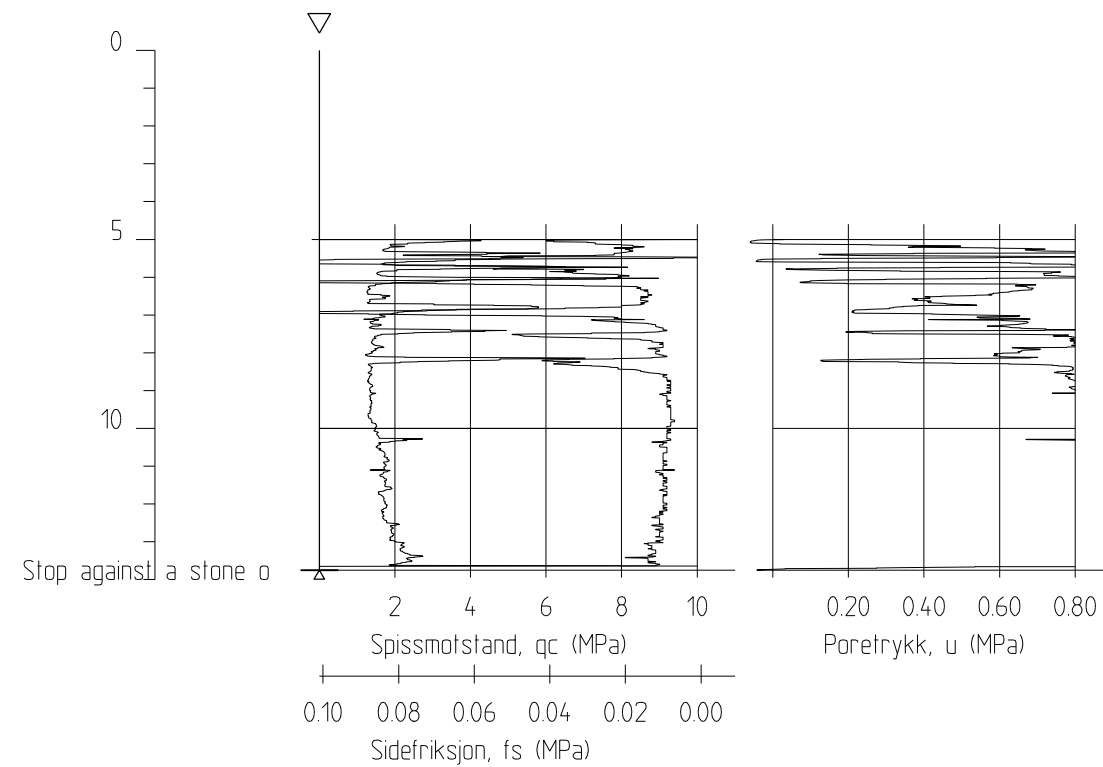 0
5
10
Stop against a stone o
2 4 6 8 10
Spissmotstand, qc (MPa)
0.10 0.08 0.06 0.04 0.02 0.00
Sidefriksjon, fs (MPa)
0.20 0.40 0.60 0.80
Poretrykk, u (MPa)